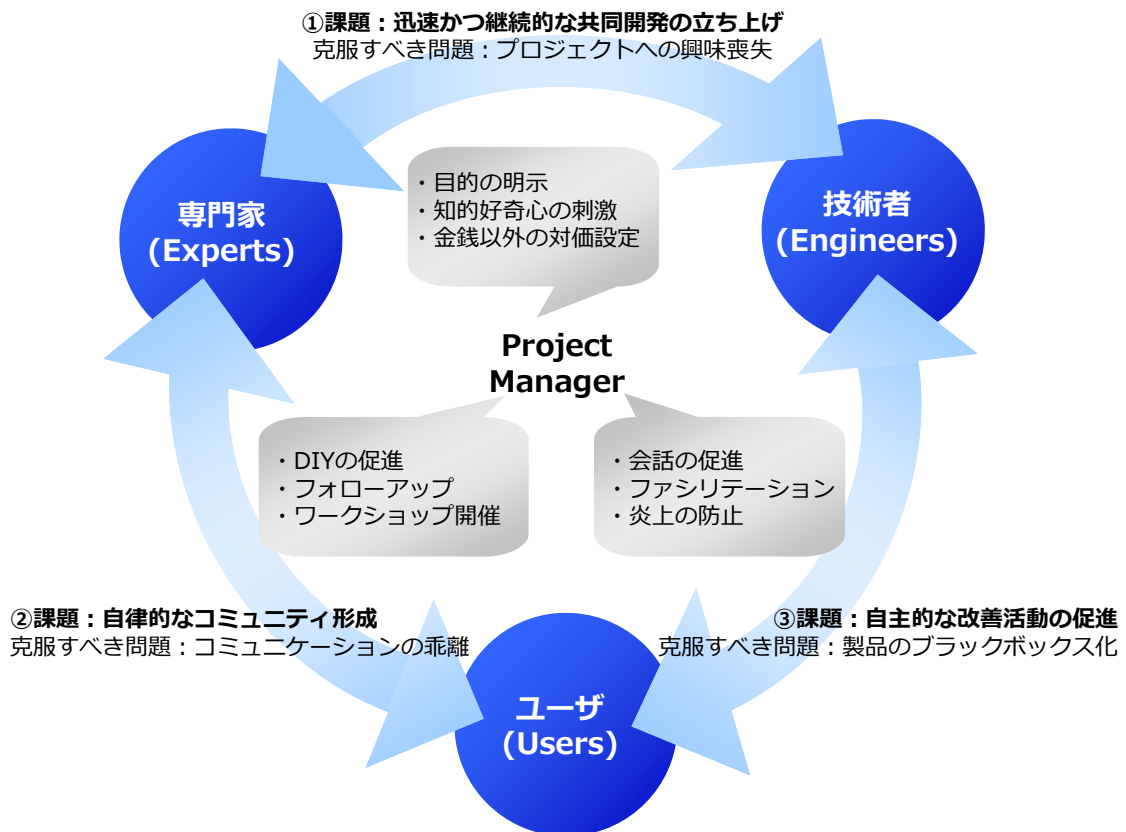 ①課題：迅速かつ継続的な共同開発の立ち上げ
克服すべき問題：プロジェクトへの興味喪失
専門家
(Experts)
・目的の明示
・知的好奇心の刺激
・金銭以外の対価設定
技術者
(Engineers)
Project
Manager
・DIYの促進
・フォローアップ
・ワークショップ開催
・会話の促進
・ファシリテーション
・炎上の防止
②課題：自律的なコミュニティ形成
克服すべき問題：コミュニケーションの乖離
③課題：自主的な改善活動の促進
克服すべき問題：製品のブラックボックス化
ユーザ
(Users)